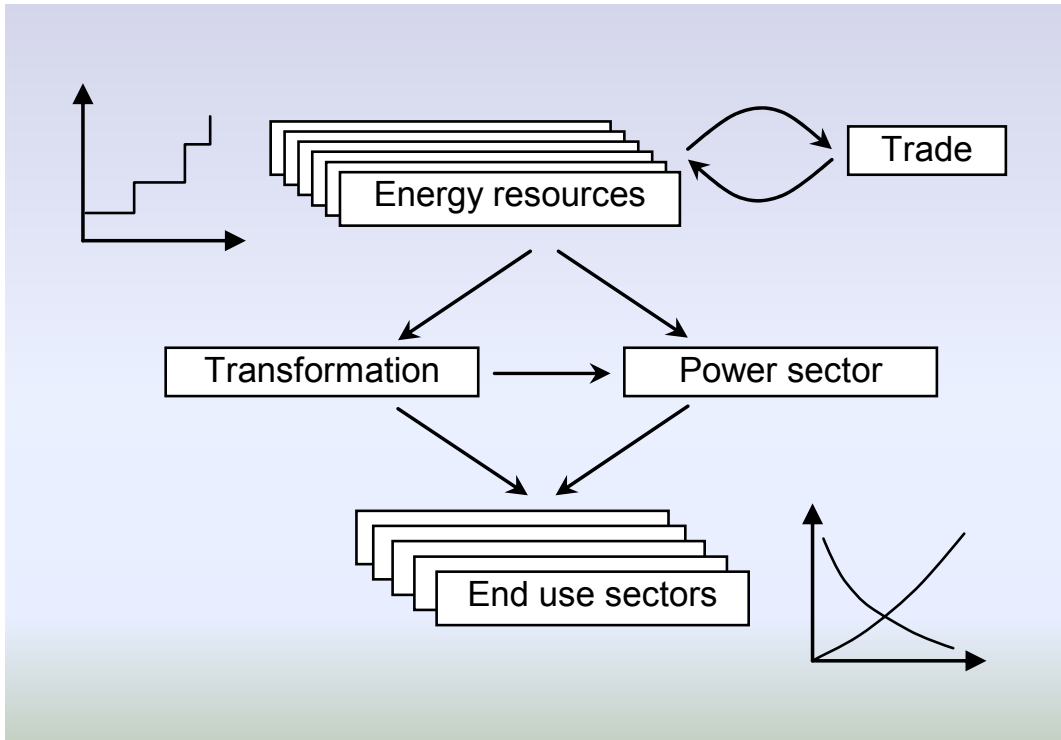 Energy resources
Trade
Transformation
Power sector
End use sectors